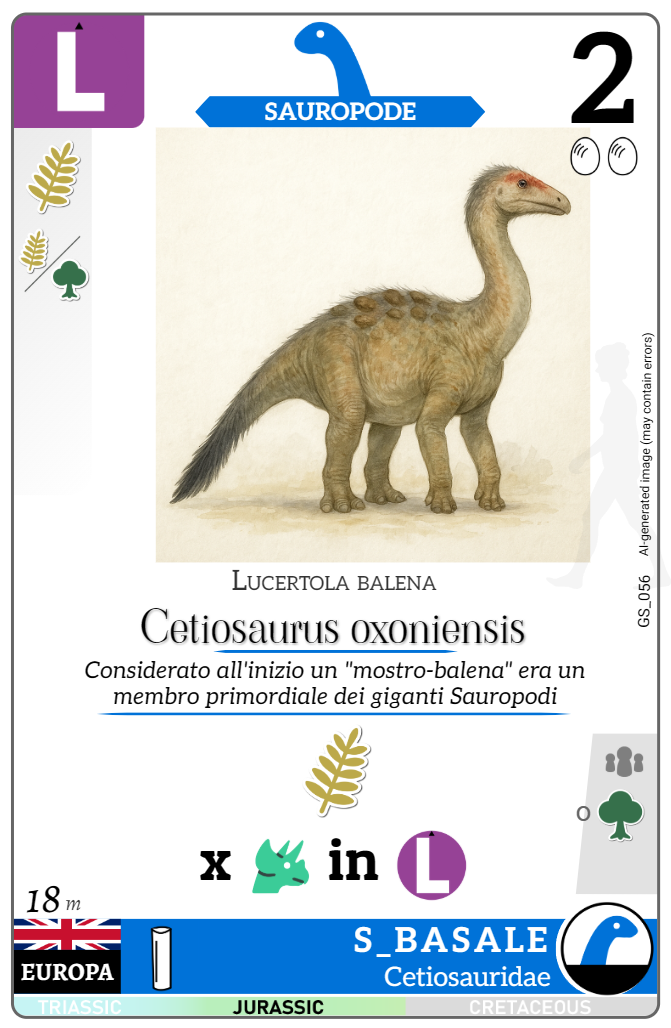 L
SAUROPODE
2
AI-generated image (may contain errors)
GS_056
Lucertola balena
Cetiosaurus oxoniensis
Considerato all'inizio un "mostro-balena" era un
membro primordiale dei giganti Sauropodi
o
x in L
18 m
EUROPA
S_BASALE
Cetiosauridae
TRIASSIC JURASSIC CRETACEOUS